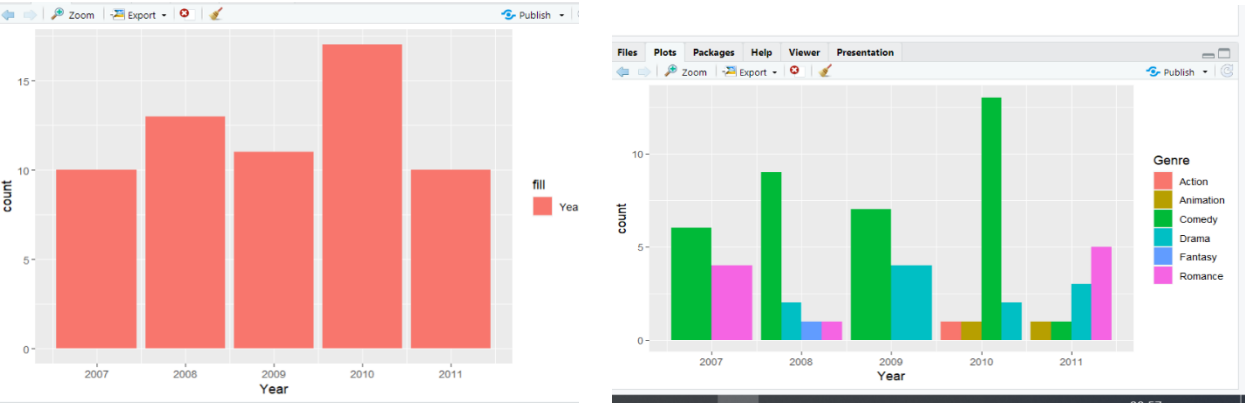 Zoom Export Publish
15
10
5
0
count
2007 2008 2009 2010 2011
Year
fill
Yea
Files Plots Packages Help Viewer Presentation
Zoom Export Publish
10
5
0
count
2007 2008 2009 2010 2011
Year
Genre
Action
Animation
Comedy
Drama
Fantasy
Romance